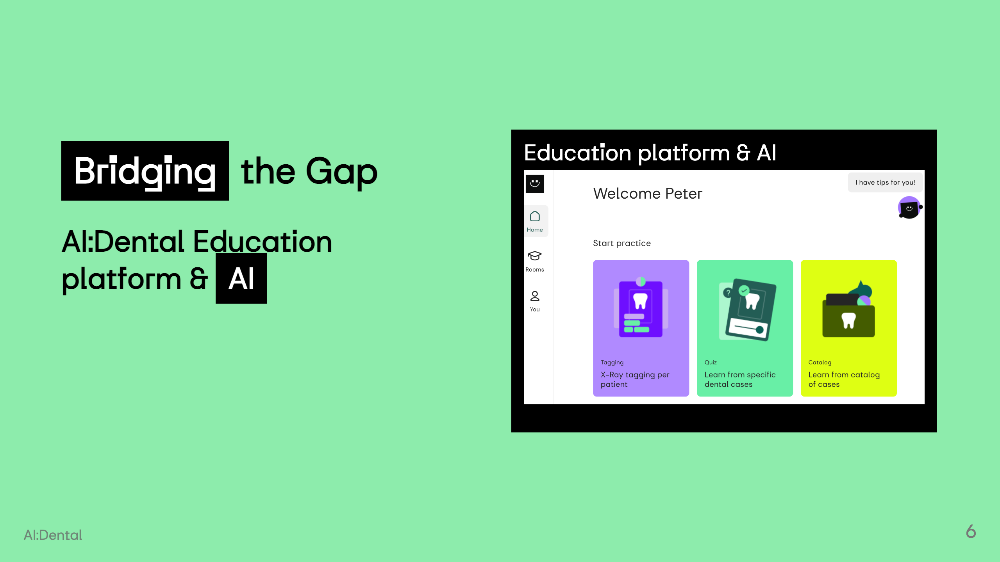 Bridging the Gap
AI:Dental Education
platform & AI
Education platform & AI
I have tips for you!
Welcome Peter
Home
Rooms
You
Start practice
?
Tagging
X-Ray tagging per
patient
Quiz
Learn from specific
dental cases
Catalog
Learn from catalog
of cases
AI:Dental
6